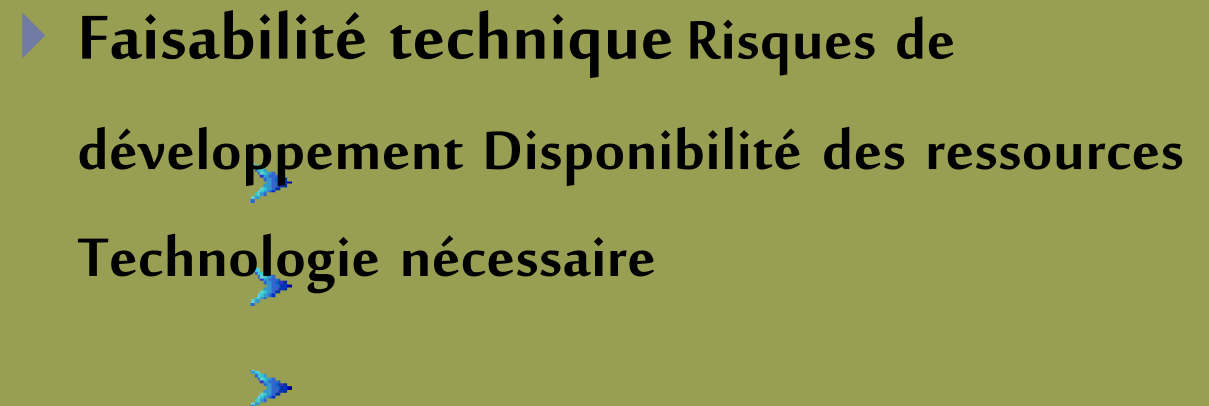 Faisabilité technique Risques de
développement Disponibilité des ressources
Technologie nécessaire